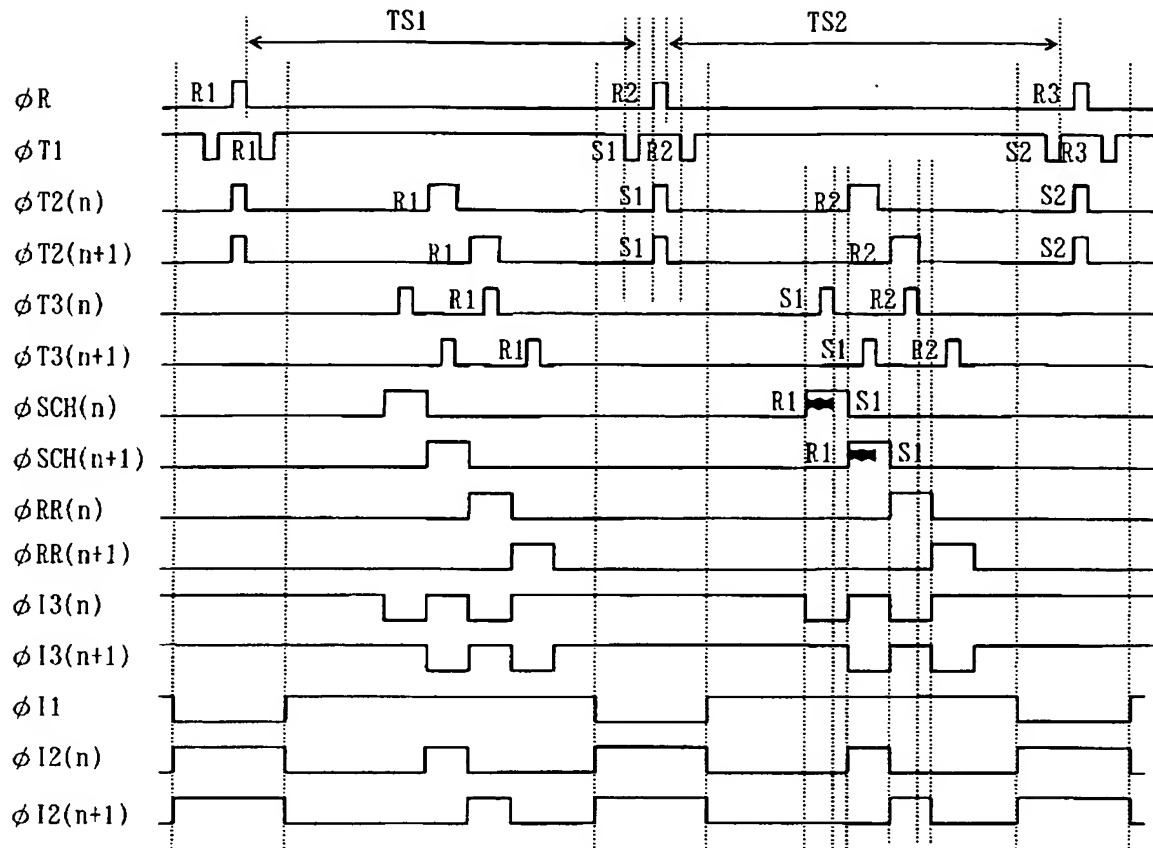 TS1 TS2
φR R1 R2 R3
φT1 R1 S1 R2 S2 R3
φT2(n) R1 S1 R2 S2
φT2(n+1) R1 S1 R2 S2
φT3(n) R1 S1 R2
φT3(n+1) R1 S1 R2
φSCH(n) R1 S1
φSCH(n+1) R1 S1
φRR(n)
φRR(n+1)
φI3(n)
φI3(n+1)
φI1
φI2(n)
φI2(n+1)